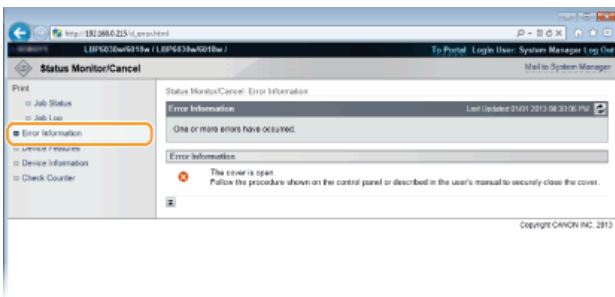 http://192.168.0.215/d_error.html
LBP6030w/6018w / LBP6030w/6018w /
To Portal Login User: System Manager Log Out
Status Monitor/Cancel
Mail to System Manager
Print
Job Status
Job Log
Error Information
Device Features
Device Information
Check Counter
Status Monitor/Cancel: Error Information
Error Information
Last Updated 01/01 2013 08:30:06 PM
One or more errors have occurred.
Error Information
The cover is open.
Follow the procedure shown on the control panel or described in the user's manual to securely close the cover.
Copyright CANON INC. 2013